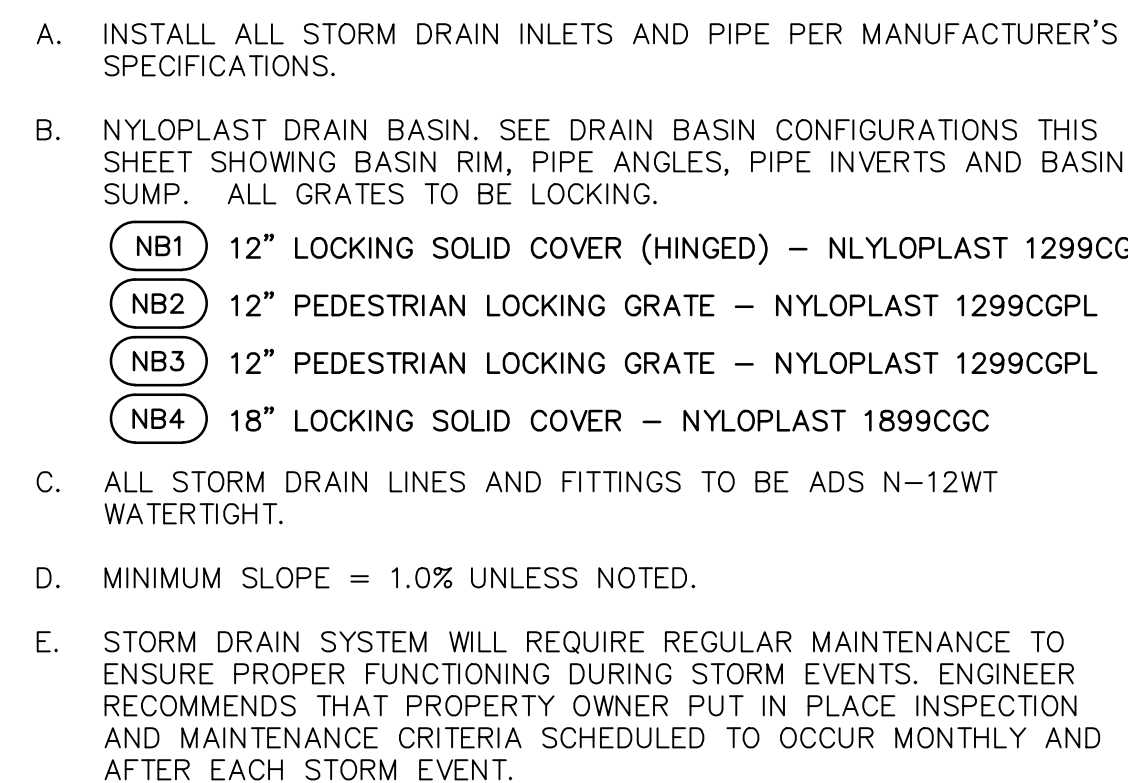 A. INSTALL ALL STORM DRAIN INLETS AND PIPE PER MANUFACTURER'S
SPECIFICATIONS.
B. NYLOPLAST DRAIN BASIN. SEE DRAIN BASIN CONFIGURATIONS THIS
SHEET SHOWING BASIN RIM, PIPE ANGLES, PIPE INVERTS AND BASIN
SUMP. ALL GRATES TO BE LOCKING.
NB1 12” LOCKING SOLID COVER (HINGED) – NLYLOPLAST 1299CG
NB2 12” PEDESTRIAN LOCKING GRATE – NYLOPLAST 1299CGPL
NB3 12” PEDESTRIAN LOCKING GRATE – NYLOPLAST 1299CGPL
NB4 18” LOCKING SOLID COVER – NYLOPLAST 1899CGC
C. ALL STORM DRAIN LINES AND FITTINGS TO BE ADS N–12WT
WATERTIGHT.
D. MINIMUM SLOPE = 1.0% UNLESS NOTED.
E. STORM DRAIN SYSTEM WILL REQUIRE REGULAR MAINTENANCE TO
ENSURE PROPER FUNCTIONING DURING STORM EVENTS. ENGINEER
RECOMMENDS THAT PROPERTY OWNER PUT IN PLACE INSPECTION
AND MAINTENANCE CRITERIA SCHEDULED TO OCCUR MONTHLY AND
AFTER EACH STORM EVENT.